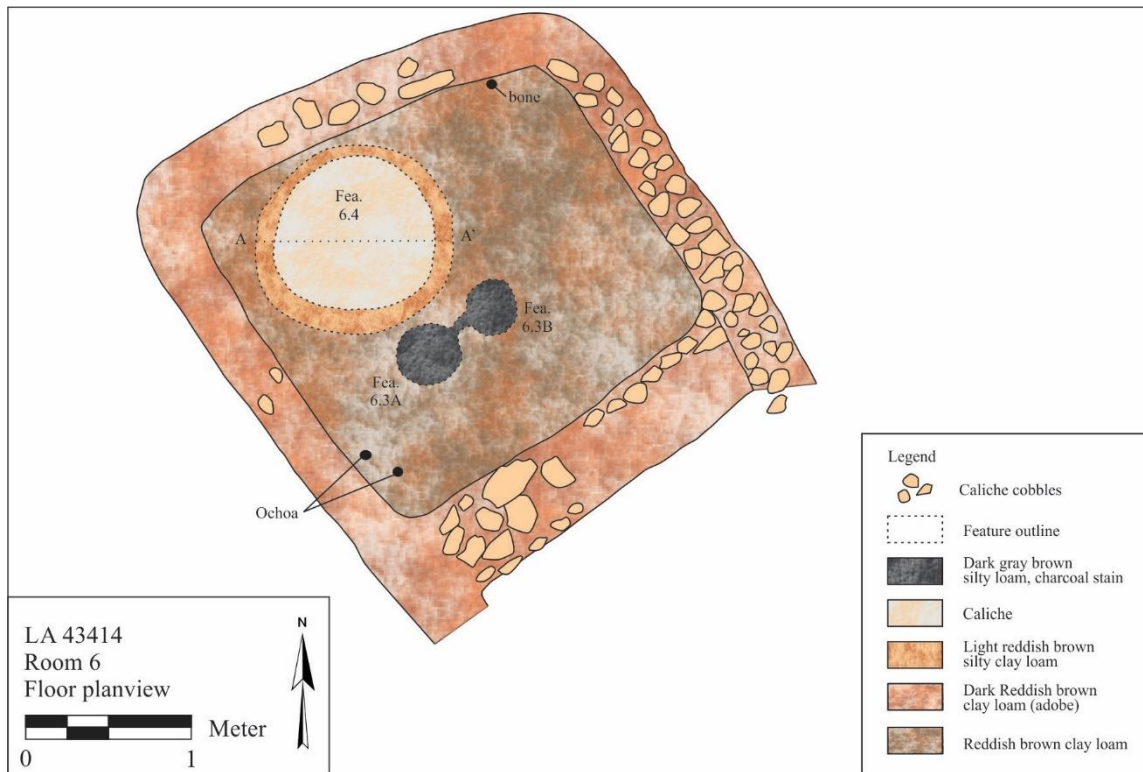 bone
Fea.
6.4
A
A'
Fea.
6.3B
Fea.
6.3A
Ochoa
LA 43414
Room 6
Floor planview
N
Meter
0
1
Legend
Caliche cobbles
Feature outline
Dark gray brown
silty loam, charcoal stain
Caliche
Light reddish brown
silty clay loam
Dark Reddish brown
clay loam (adobe)
Reddish brown clay loam